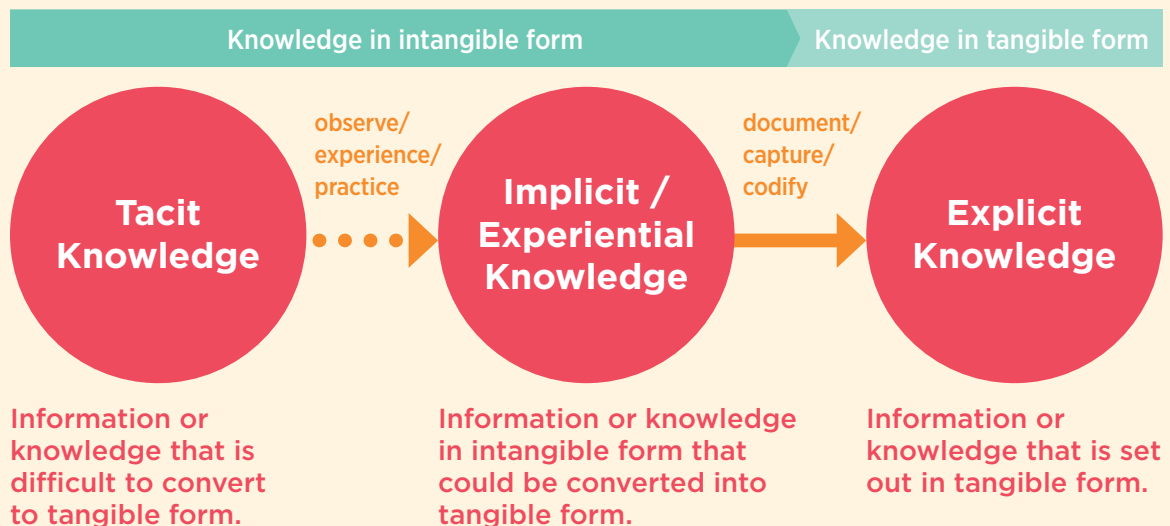 Knowledge in intangible form
Knowledge in tangible form
Tacit
Knowledge
observe/
experience/
practice
Implicit /
Experiential
Knowledge
document/
capture/
codify
Explicit
Knowledge
Information or
knowledge that is
difficult to convert
to tangible form.
Information or knowledge
in intangible form that
could be converted into
tangible form.
Information or
knowledge that is set
out in tangible form.